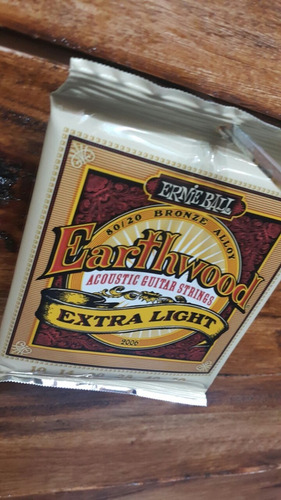 ERNIE BALL
80/20 BRONZE ALLOY
Earthwood
ACOUSTIC GUITAR STRINGS
EXTRA LIGHT
2006